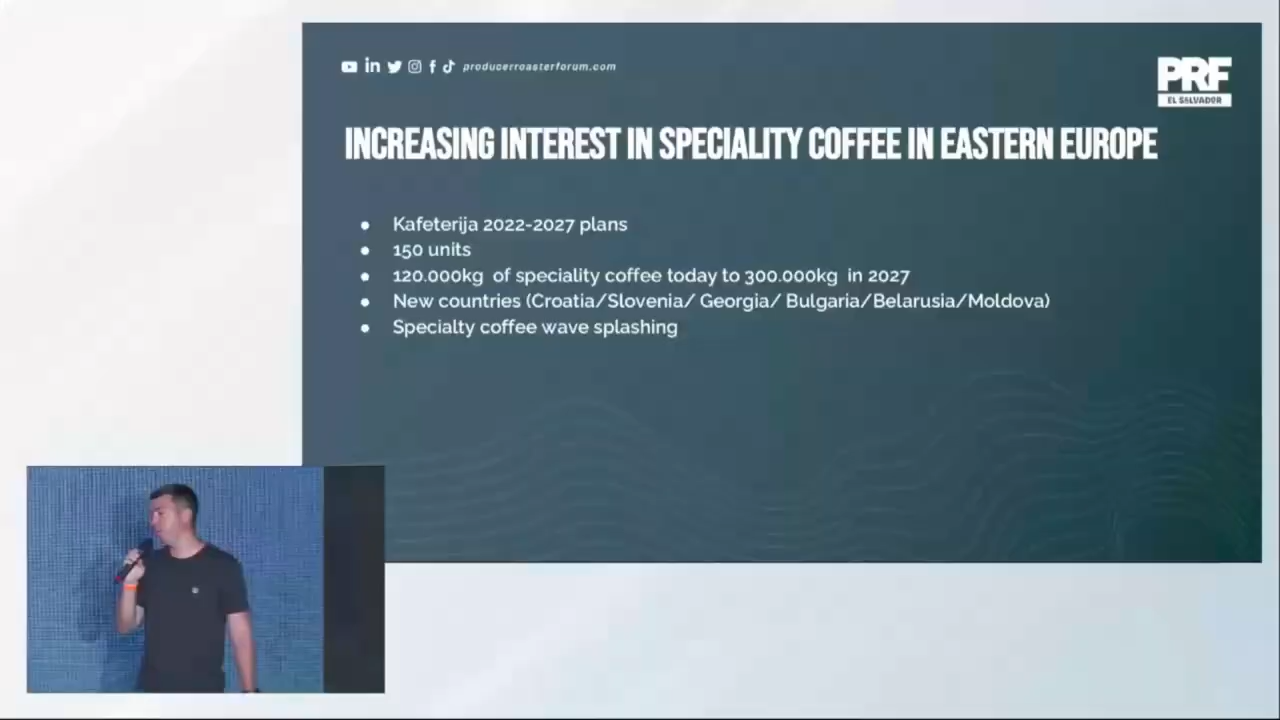 producerroasterforum.com
PRF
EL SALVADOR
INCREASING INTEREST IN SPECIALITY COFFEE IN EASTERN EUROPE
Kafeterija 2022-2027 plans
150 units
120.000kg of speciality coffee today to 300.000kg in 2027
New countries (Croatia/Slovenia/ Georgia/ Bulgaria/Belarusia/Moldova)
Specialty coffee wave splashing